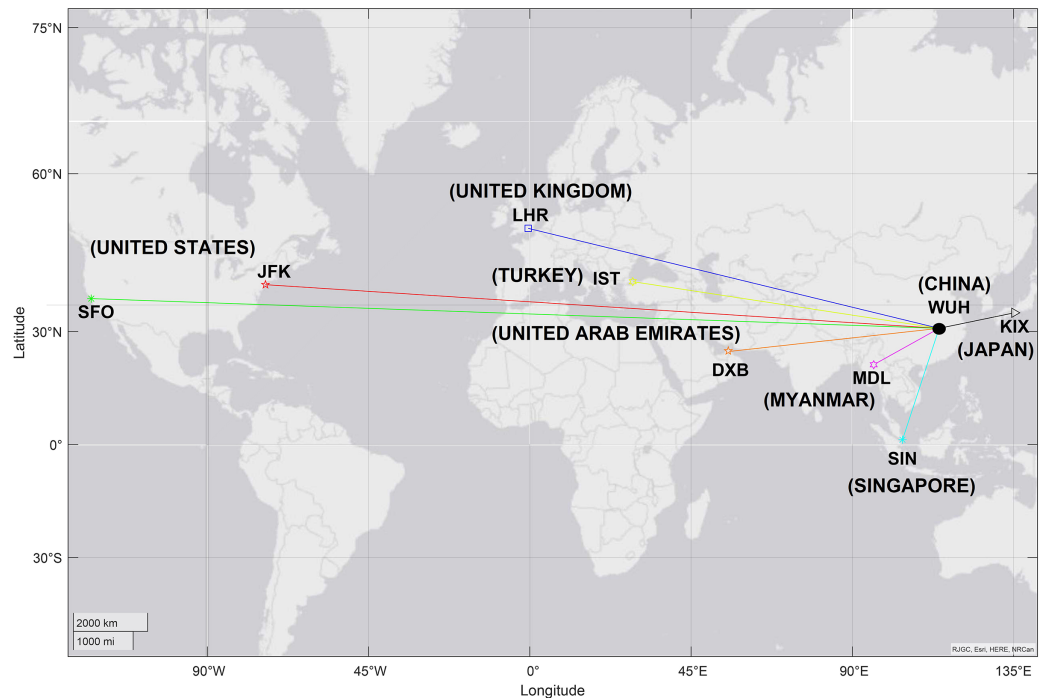 75°N
60°N
(UNITED KINGDOM)
LHR
(UNITED STATES)
JFK
(TURKEY) IST
(CHINA)
WUH
SFO
30°N
(UNITED ARAB EMIRATES)
KIX
(JAPAN)
DXB
MDL
(MYANMAR)
0°
SIN
(SINGAPORE)
30°S
2000 km
1000 mi
RJGC, Esri, HERE, NRCan
90°W
45°W
0°
45°E
90°E
135°E
Latitude
Longitude